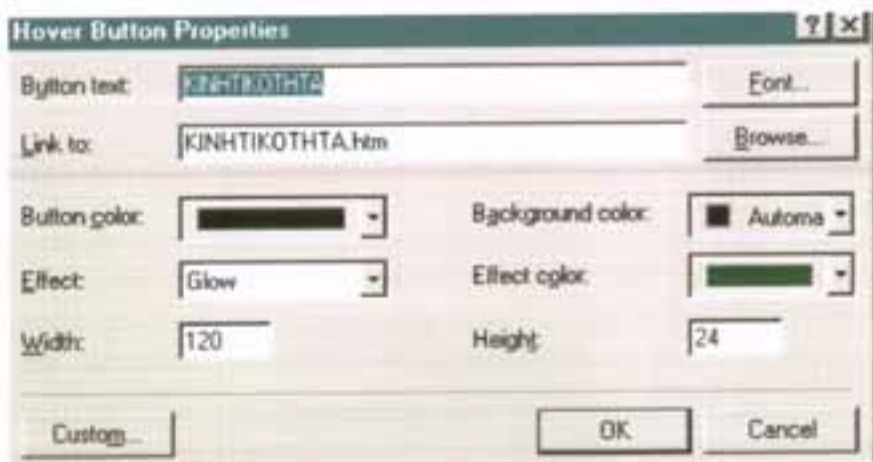 Hover Button Properties
Button text: KINHTIKOTHTA Font...
Link to: KINHTIKOTHTA.htm Browse...
Button color: Background color: Automa
Effect: Glow Effect color:
Width: 120 Height: 24
Custom... OK Cancel